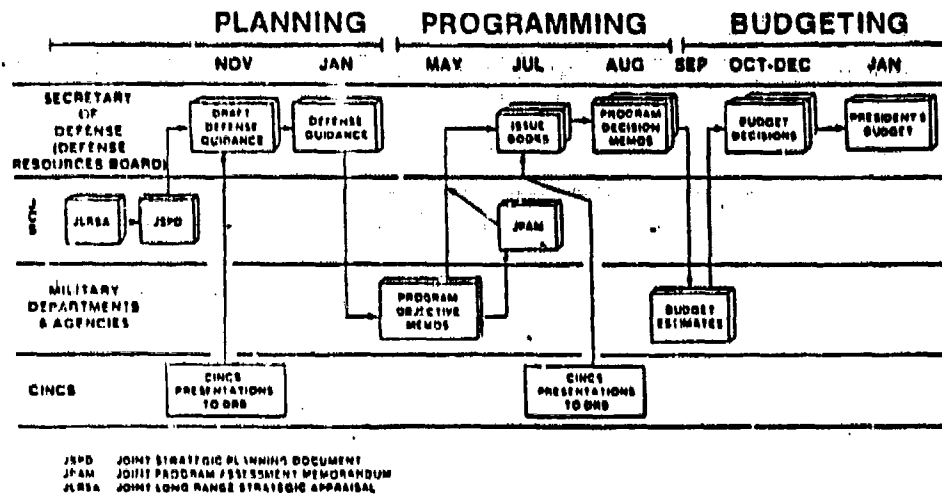 PLANNING
PROGRAMMING
BUDGETING
NOV
JAN
MAY
JUL
AUG
SEP
OCT-DEC
JAN
SECRETARY
OF
DEFENSE
(DEFENSE
RESOURCES BOARD)
DRAFT
DEFENSE
GUIDANCE
DEFENSE
GUIDANCE
ISSUE
BOOKS
PROGRAM
DECISION
MEMOS
BUDGET
DECISIONS
PRESIDENT'S
BUDGET
JCS
JLRSA
JSPD
JPAM
MILITARY
DEPARTMENTS
& AGENCIES
PROGRAM
OBJECTIVE
MEMOS
BUDGET
ESTIMATES
CINCS
CINCS
PRESENTATIONS
TO DRB
CINCS
PRESENTATIONS
TO DRB
JSPD JOINT STRATEGIC PLANNING DOCUMENT
JPAM JOINT PROGRAM ASSESSMENT MEMORANDUM
JLRSA JOINT LONG RANGE STRATEGIC APPRAISAL